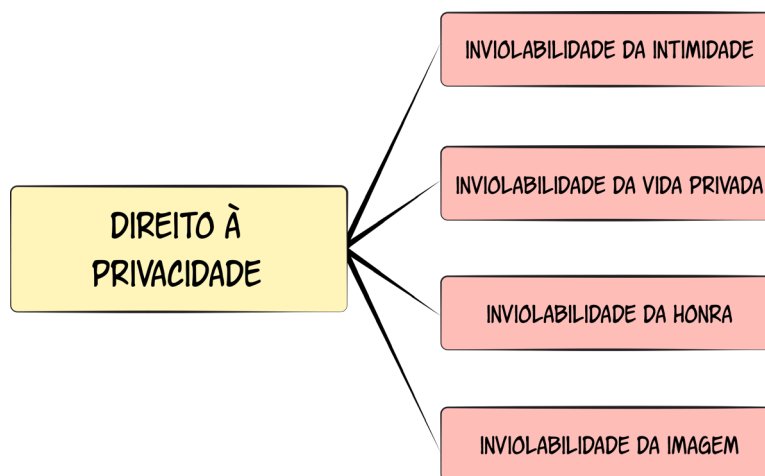 DIREITO À
PRIVACIDADE
INVIOLABILIDADE DA INTIMIDADE
INVIOLABILIDADE DA VIDA PRIVADA
INVIOLABILIDADE DA HONRA
INVIOLABILIDADE DA IMAGEM